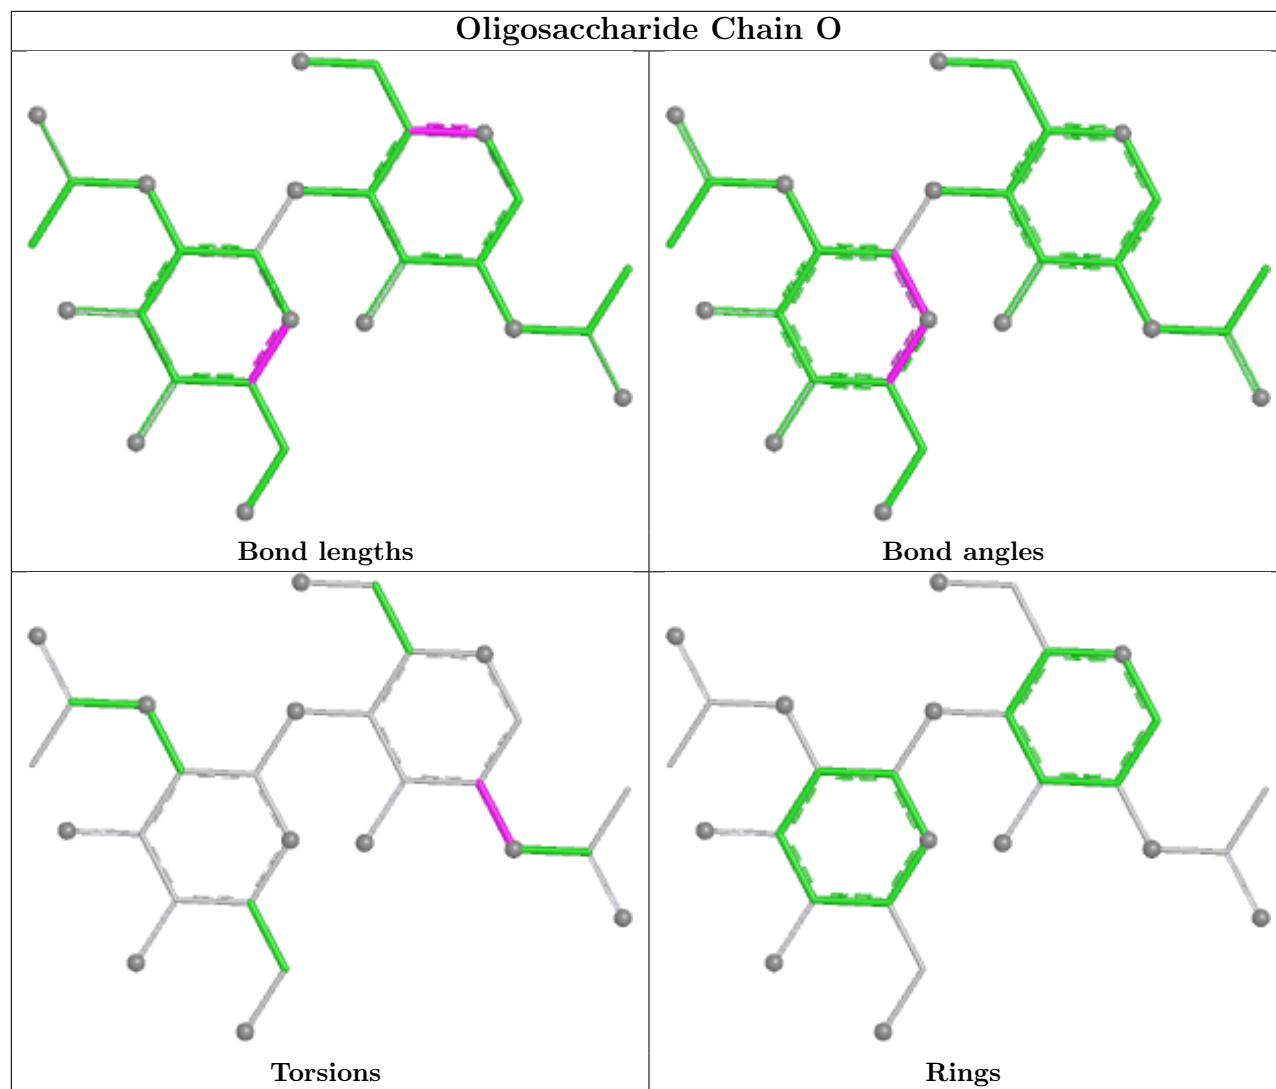 Oligosaccharide Chain O
Bond lengths
Bond angles
Torsions
Rings